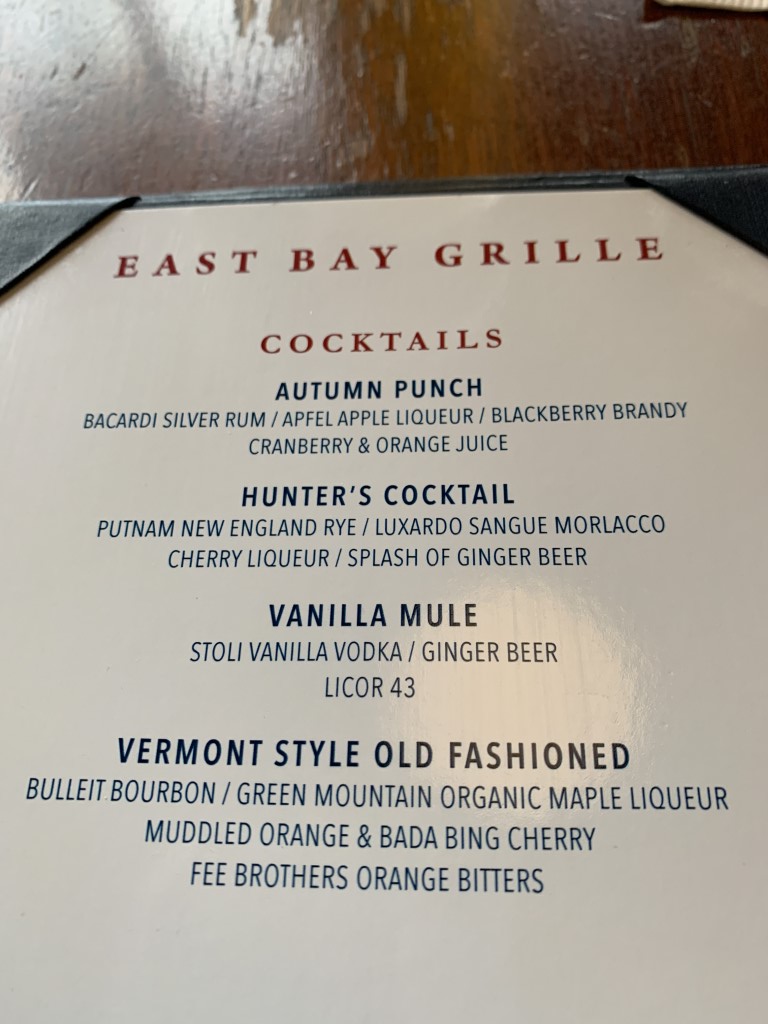 EAST BAY GRILLE
COCKTAILS
AUTUMN PUNCH
BACARDI SILVER RUM / APFEL APPLE LIQUEUR / BLACKBERRY BRANDY
CRANBERRY & ORANGE JUICE
HUNTER'S COCKTAIL
PUTNAM NEW ENGLAND RYE / LUXARDO SANGUE MORLACCO
CHERRY LIQUEUR / SPLASH OF GINGER BEER
VANILLA MULE
STOLI VANILLA VODKA / GINGER BEER
LICOR 43
VERMONT STYLE OLD FASHIONED
BULLEIT BOURBON / GREEN MOUNTAIN ORGANIC MAPLE LIQUEUR
MUDDLED ORANGE & BADA BING CHERRY
FEE BROTHERS ORANGE BITTERS